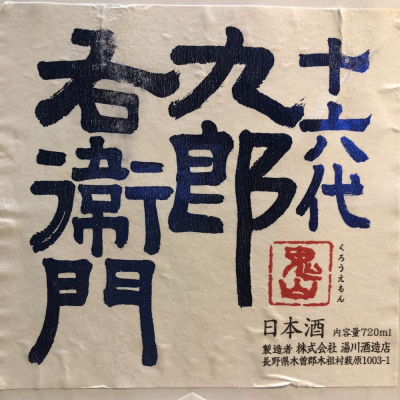 十六代
九郎
右衛門
くろうえもん
日本酒 内容量720ml
製造者 株式会社 湯川酒造店
長野県木曽郡木祖村薮原1003-1